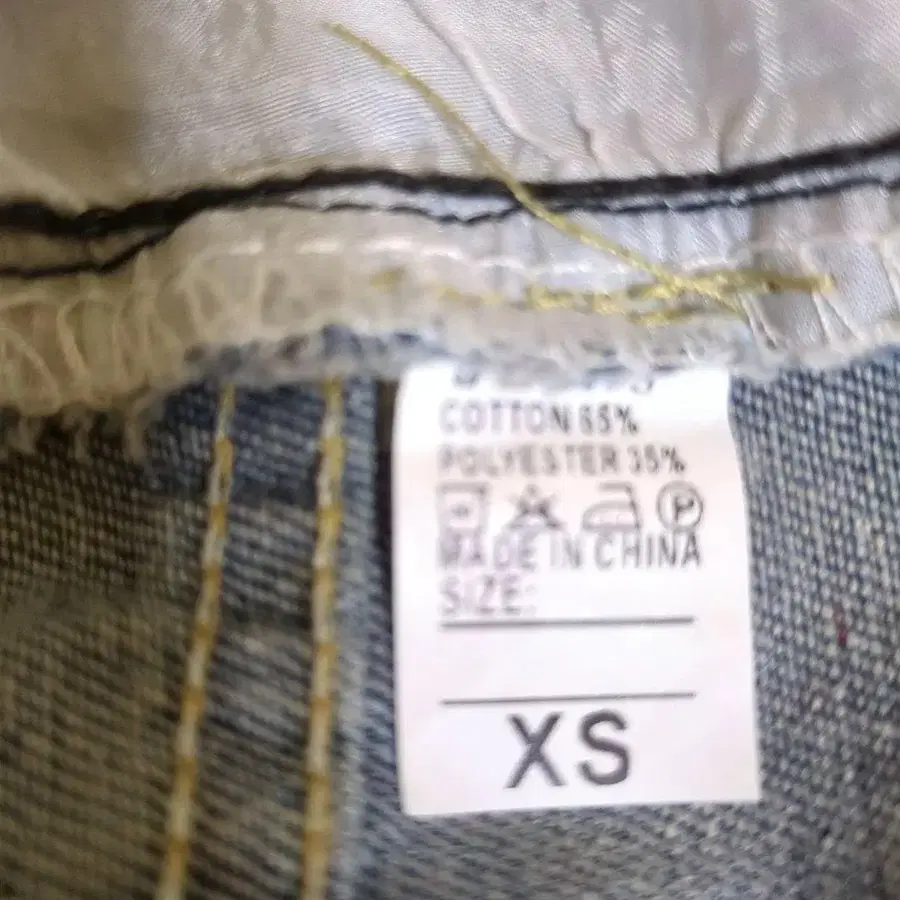 COTTON 65%
POLYESTER 35%
P
MADE IN CHINA
SIZE:
XS